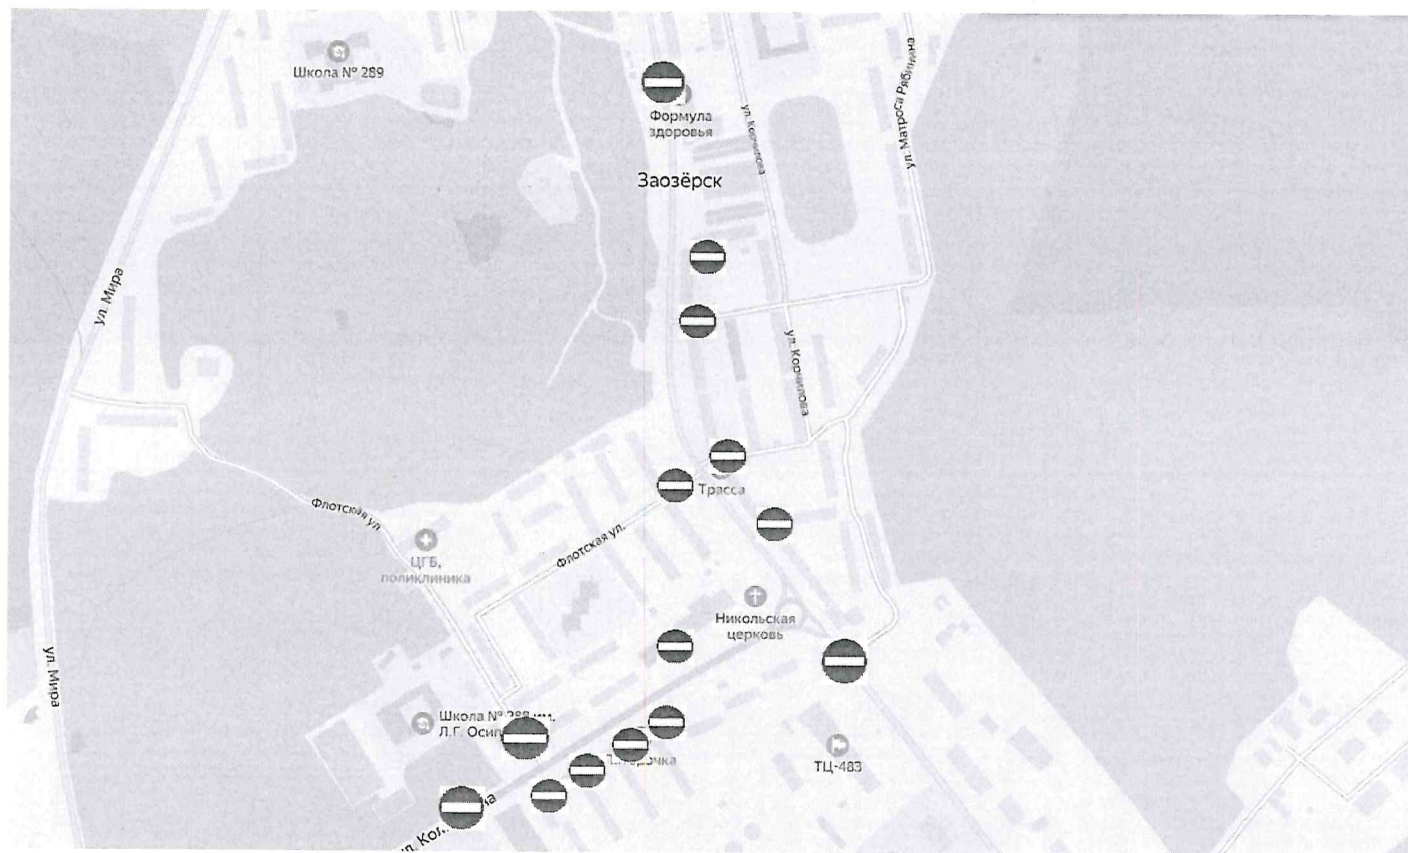 Школа № 289
Формула
здоровья
ул. Корчилова
ул. Матроса Рябинина
Заозёрск
ул. Мира
ул. Корчилова
Трасса
Флотская ул.
Флотская ул.
ЦГБ,
поликлиника
Никольская
церковь
ул. Мира
Школа № 288 им.
Л.Г. Осип
ТЦ-483